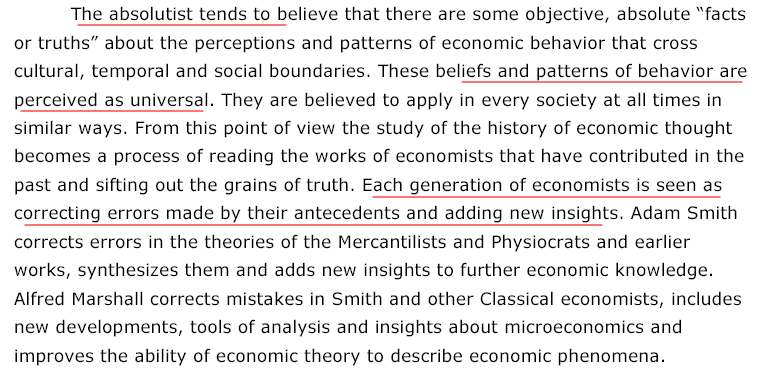 The absolutist tends to believe that there are some objective, absolute “facts
or truths” about the perceptions and patterns of economic behavior that cross
cultural, temporal and social boundaries. These beliefs and patterns of behavior are
perceived as universal. They are believed to apply in every society at all times in
similar ways. From this point of view the study of the history of economic thought
becomes a process of reading the works of economists that have contributed in the
past and sifting out the grains of truth. Each generation of economists is seen as
correcting errors made by their antecedents and adding new insights. Adam Smith
corrects errors in the theories of the Mercantilists and Physiocrats and earlier
works, synthesizes them and adds new insights to further economic knowledge.
Alfred Marshall corrects mistakes in Smith and other Classical economists, includes
new developments, tools of analysis and insights about microeconomics and
improves the ability of economic theory to describe economic phenomena.